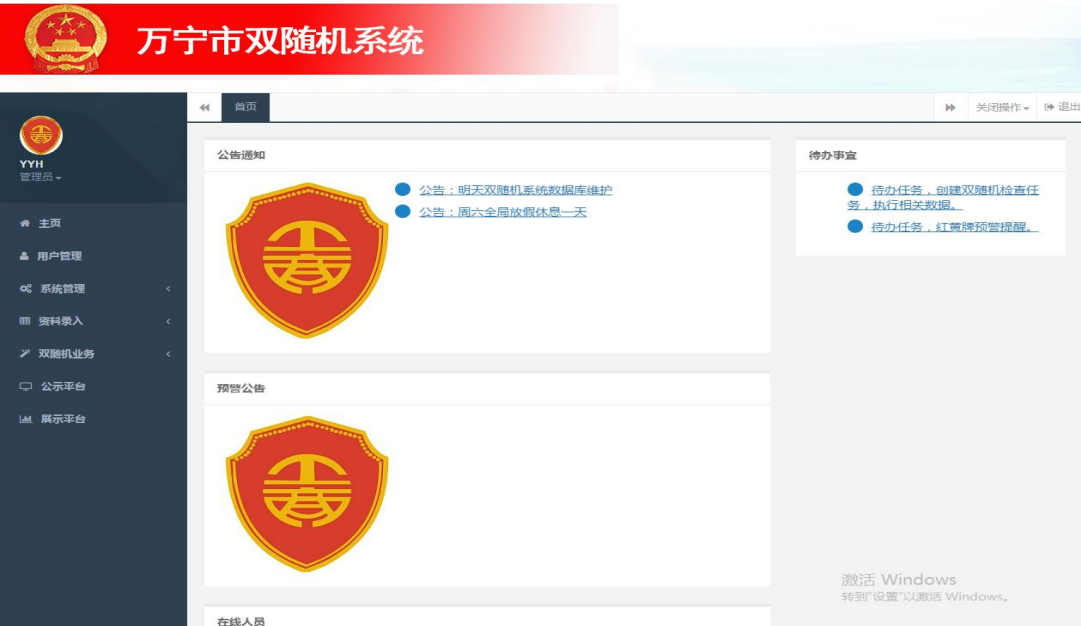 万宁市双随机系统
首页
关闭操作
退出
YYH
管理员
主页
用户管理
系统管理
资料录入
双随机业务
公示平台
展示平台
公告通知
公告：明天双随机系统数据库维护
公告：周六全局放假休息一天
待办事宜
待办任务，创建双随机检查任
务，执行相关数据。
待办任务，红黄牌预警提醒。
预警公告
在线人员
激活 Windows
转到"设置"以激活 Windows。